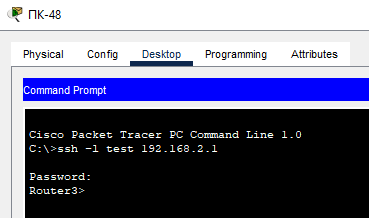 ПК-48
Physical Config Desktop Programming Attributes
Command Prompt
Cisco Packet Tracer PC Command Line 1.0
C:\>ssh -l test 192.168.2.1
Password:
Router3>